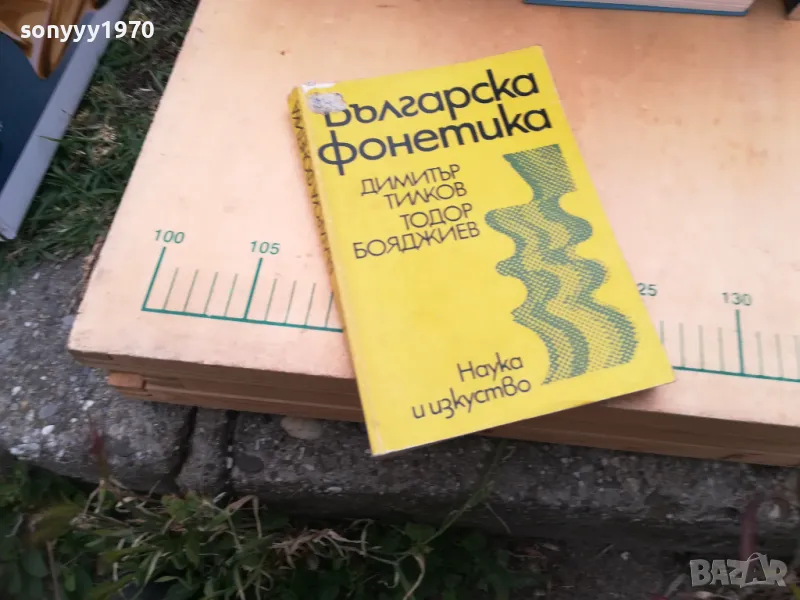 sonyyy1970
Българска
фонетика
ДИМИТЪР
ТИЛКОВ
ТОДОР
БОЯДЖИЕВ
Наука
и изкуство
100
105
25
130
BAZAR